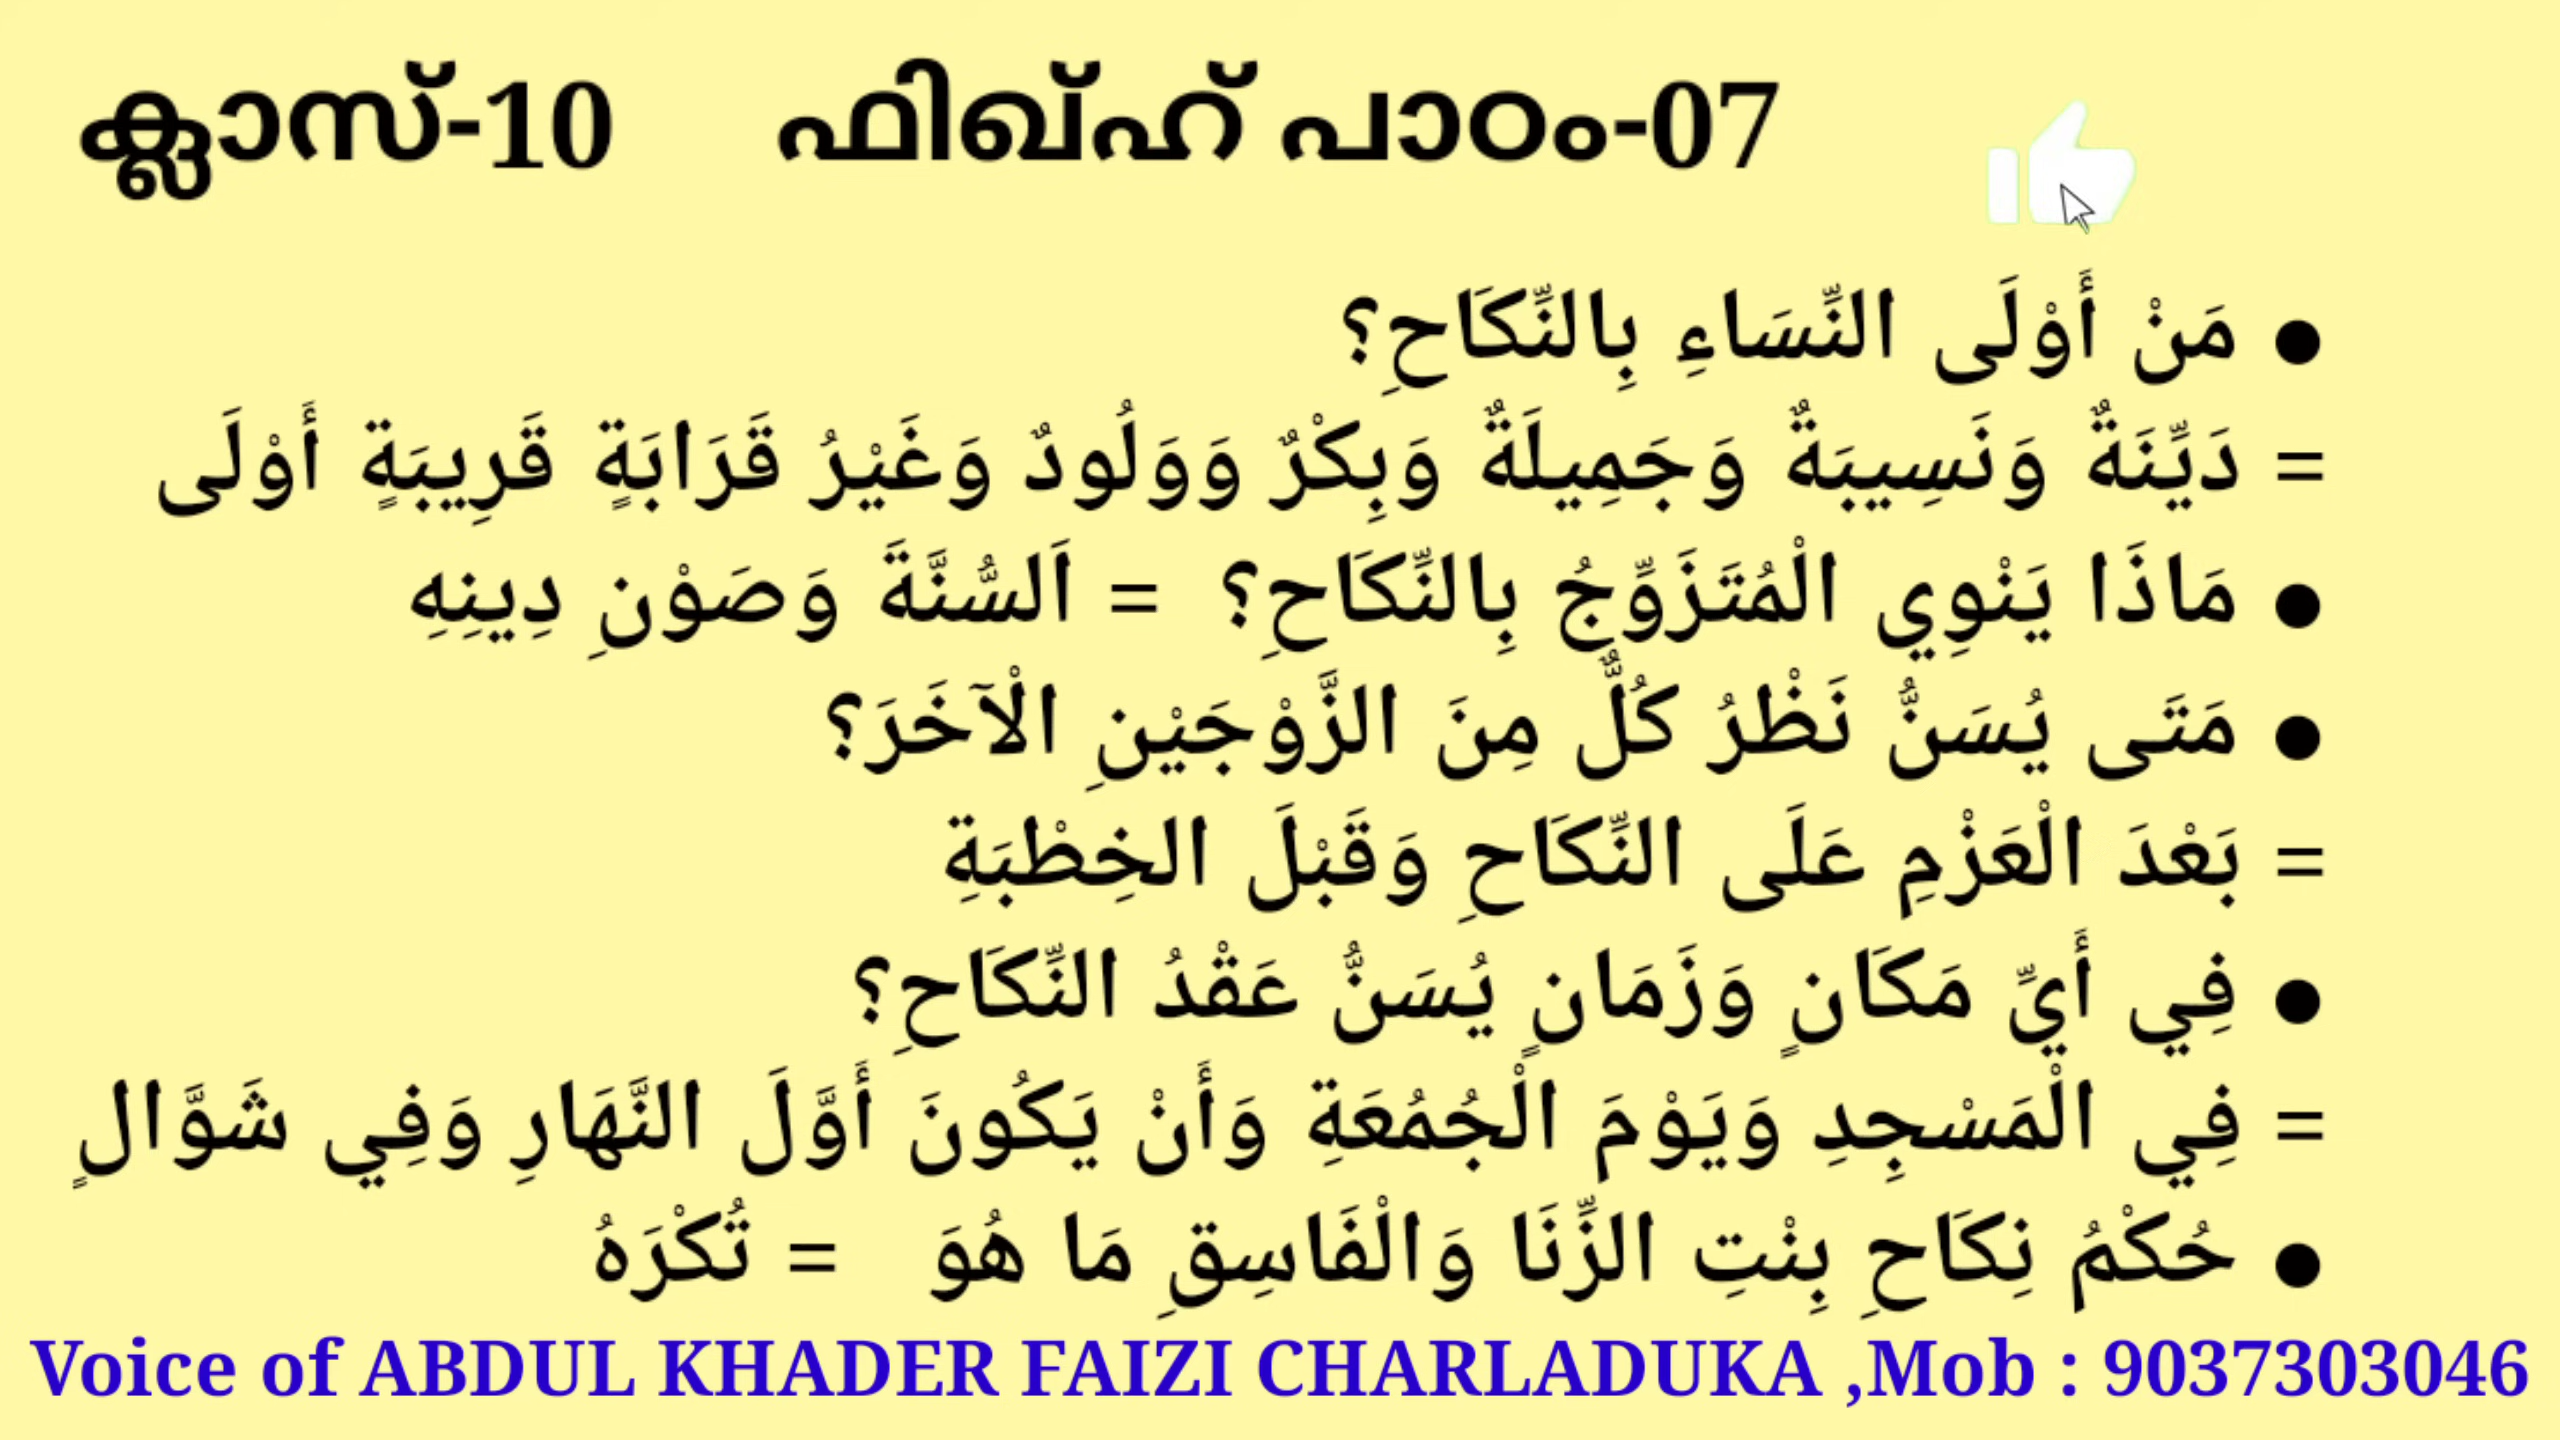 ക്ലാസ്-10 ഫിഖ്ഹ് പാഠം-07
● مَنْ أَوْلَى النِّسَاءِ بِالنِّكَاحِ؟
= دَيِّنَةٌ وَنَسِيبَةٌ وَجَمِيلَةٌ وَبِكْرٌ وَوَلُودٌ وَغَيْرُ قَرَابَةٍ قَرِيبَةٍ أَوْلَى
● مَاذَا يَنْوِي الْمُتَزَوِّجُ بِالنِّكَاحِ؟ = اَلسُّنَّةَ وَصَوْنِ دِينِهِ
● مَتَى يُسَنُّ نَظْرُ كُلٌّ مِنَ الزَّوْجَيْنِ الْآخَرَ؟
= بَعْدَ الْعَزْمِ عَلَى النِّكَاحِ وَقَبْلَ الخِطْبَةِ
● فِي أَيِّ مَكَانٍ وَزَمَانٍ يُسَنُّ عَقْدُ النِّكَاحِ؟
= فِي الْمَسْجِدِ وَيَوْمَ الْجُمُعَةِ وَأَنْ يَكُونَ أَوَّلَ النَّهَارِ وَفِي شَوَّالٍ
● حُكْمُ نِكَاحِ بِنْتِ الزِّنَا وَالْفَاسِقِ مَا هُوَ = تُكْرَهُ
Voice of ABDUL KHADER FAIZI CHARLADUKA ,Mob : 9037303046